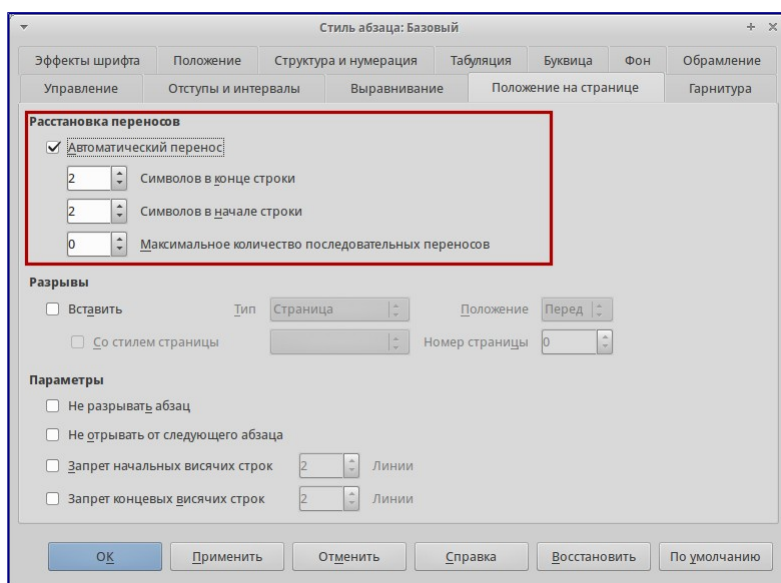 Стиль абзаца: Базовый
Эффекты шрифта Положение Структура и нумерация Табуляция Буквица Фон Обрамление
Управление Отступы и интервалы Выравнивание Положение на странице Гарнитура
Расстановка переносов
Автоматический перенос
2 Символов в конце строки
2 Символов в начале строки
0 Максимальное количество последовательных переносов
Разрывы
Вставить Тип Страница Положение Перед
Со стилем страницы Номер страницы 0
Параметры
Не разрывать абзац
Не отрывать от следующего абзаца
Запрет начальных висячих строк 2 Линии
Запрет концевых висячих строк 2 Линии
ОК Применить Отменить Справка Восстановить По умолчанию